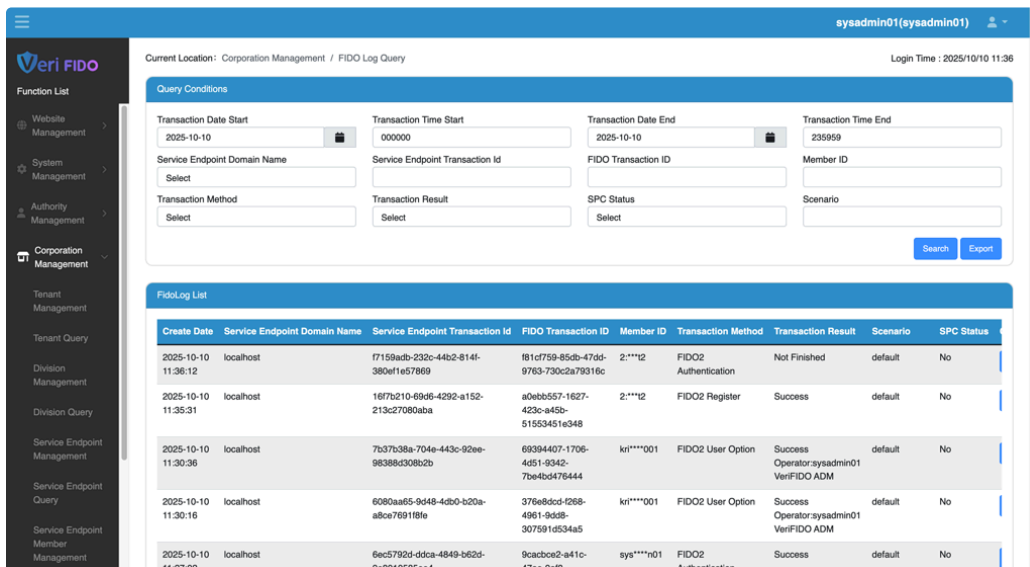 sysadmin01(sysadmin01)
Veri FIDO
Function List
Website
Management
System
Management
Authority
Management
Corporation
Management
Tenant
Management
Tenant Query
Division
Management
Division Query
Service Endpoint
Management
Service Endpoint
Query
Service Endpoint
Member
Management
Current Location： Corporation Management / FIDO Log Query
Login Time : 2025/10/10 11:36
Query Conditions
Transaction Date Start Transaction Time Start Transaction Date End Transaction Time End
2025-10-10 000000 2025-10-10 235959
Service Endpoint Domain Name Service Endpoint Transaction Id FIDO Transaction ID Member ID
Select
Transaction Method Transaction Result SPC Status Scenario
Select Select Select
Search Export
FidoLog List
Create Date Service Endpoint Domain Name Service Endpoint Transaction Id FIDO Transaction ID Member ID Transaction Method Transaction Result Scenario SPC Status
2025-10-10 localhost f7159adb-232c-44b2-814f- f81cf759-85db-47dd- 2:***t2 FIDO2 Not Finished default No
11:36:12 380ef1e57869 9763-730c2a79316c Authentication
2025-10-10 localhost 16f7b210-69d6-4292-a152- a0ebb557-1627- 2:***t2 FIDO2 Register Success default No
11:35:31 213c27080aba 423c-a45b-
51553451e348
2025-10-10 localhost 7b37b38a-704e-443c-92ee- 69394407-1706- kri****001 FIDO2 User Option Success default No
11:30:36 98388d308b2b 4d51-9342- Operator:sysadmin01
7be4bd476444 VeriFIDO ADM
2025-10-10 localhost 6080aa65-9d48-4db0-b20a- 376e8dcd-f268- kri****001 FIDO2 User Option Success default No
11:30:16 a8ce7691f8fe 4961-9dd8- Operator:sysadmin01
307591d534a5 VeriFIDO ADM
2025-10-10 localhost 6ec5792d-ddca-4849-b62d- 9cacbce2-a41c- sys****n01 FIDO2 Success default No